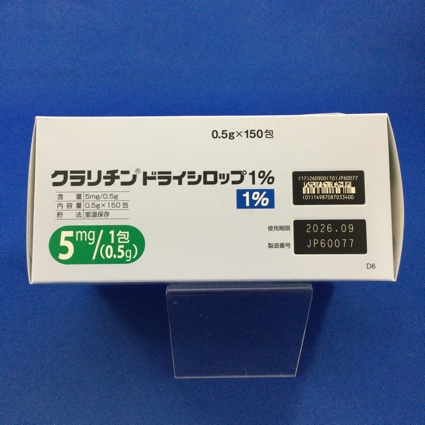 0.5g×150包
クラリチン®ドライシロップ1%
1%
含量 5mg/0.5g
内容量 0.5g×150包
貯法 室温保存
5mg/1包(0.5g)
(17)260900(10)JP60077
(01)14987087033400
使用期限 2026.09
製造番号 JP60077
D6